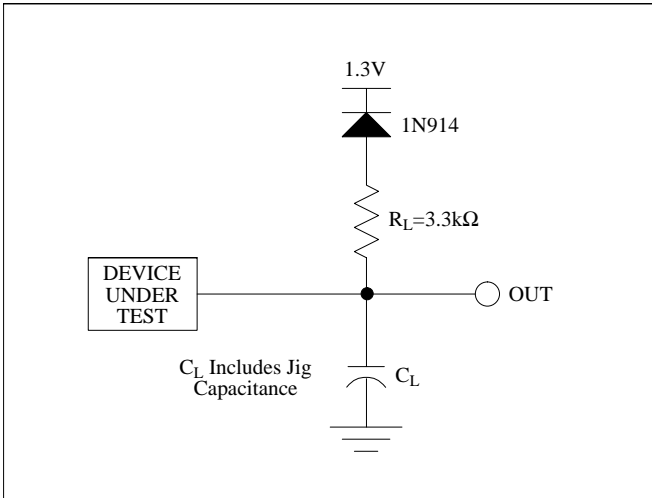 1.3V
1N914
R_L=3.3kΩ
DEVICE
UNDER
TEST
OUT
C_L Includes Jig
Capacitance
C_L